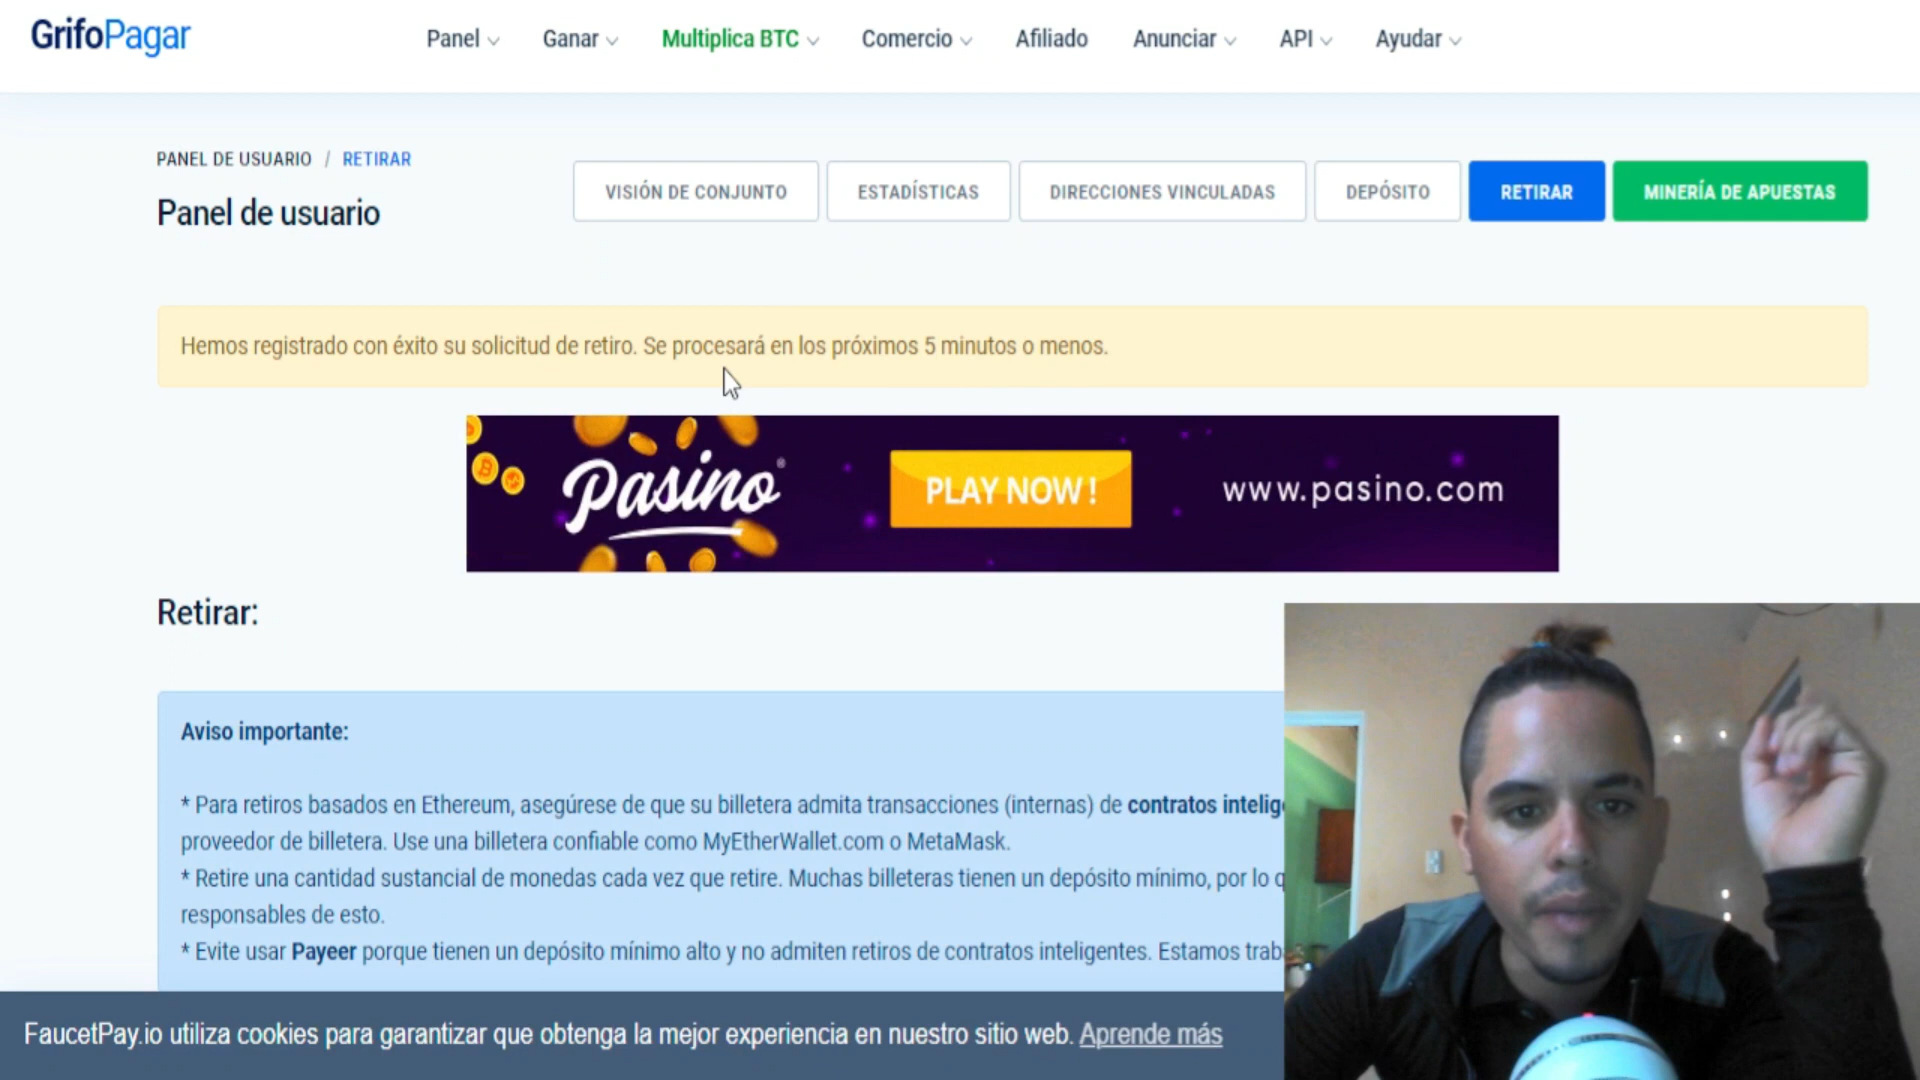 GrifoPagar
Panel Ganar Multiplica BTC Comercio Afiliado Anunciar API Ayudar
PANEL DE USUARIO / RETIRAR
Panel de usuario
VISIÓN DE CONJUNTO ESTADÍSTICAS DIRECCIONES VINCULADAS DEPÓSITO RETIRAR MINERÍA DE APUESTAS
Hemos registrado con éxito su solicitud de retiro. Se procesará en los próximos 5 minutos o menos.
Pasino® PLAY NOW ! www.pasino.com
Retirar:
Aviso importante:
* Para retiros basados en Ethereum, asegúrese de que su billetera admita transacciones (internas) de contratos intelig
proveedor de billetera. Use una billetera confiable como MyEtherWallet.com o MetaMask.
* Retire una cantidad sustancial de monedas cada vez que retire. Muchas billeteras tienen un depósito mínimo, por lo q
responsables de esto.
* Evite usar Payeer porque tienen un depósito mínimo alto y no admiten retiros de contratos inteligentes. Estamos trab
FaucetPay.io utiliza cookies para garantizar que obtenga la mejor experiencia en nuestro sitio web. Aprende más